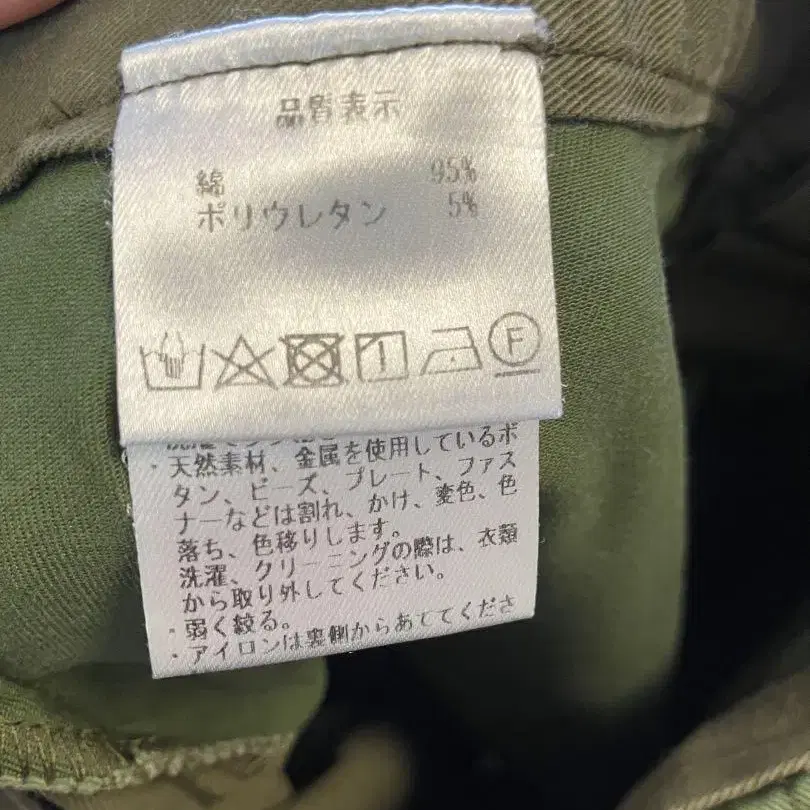 品質表示
綿 95%
ポリウレタン 5%
F
・天然素材、金属を使用しているボ
タン、ビーズ、プレート、ファス
ナーなどは割れ、かけ、変色、色
落ち、色移りします。
洗濯、クリーニングの際は、衣類
から取り外してください。
・弱く絞る。
・アイロンは裏側からあててくださ